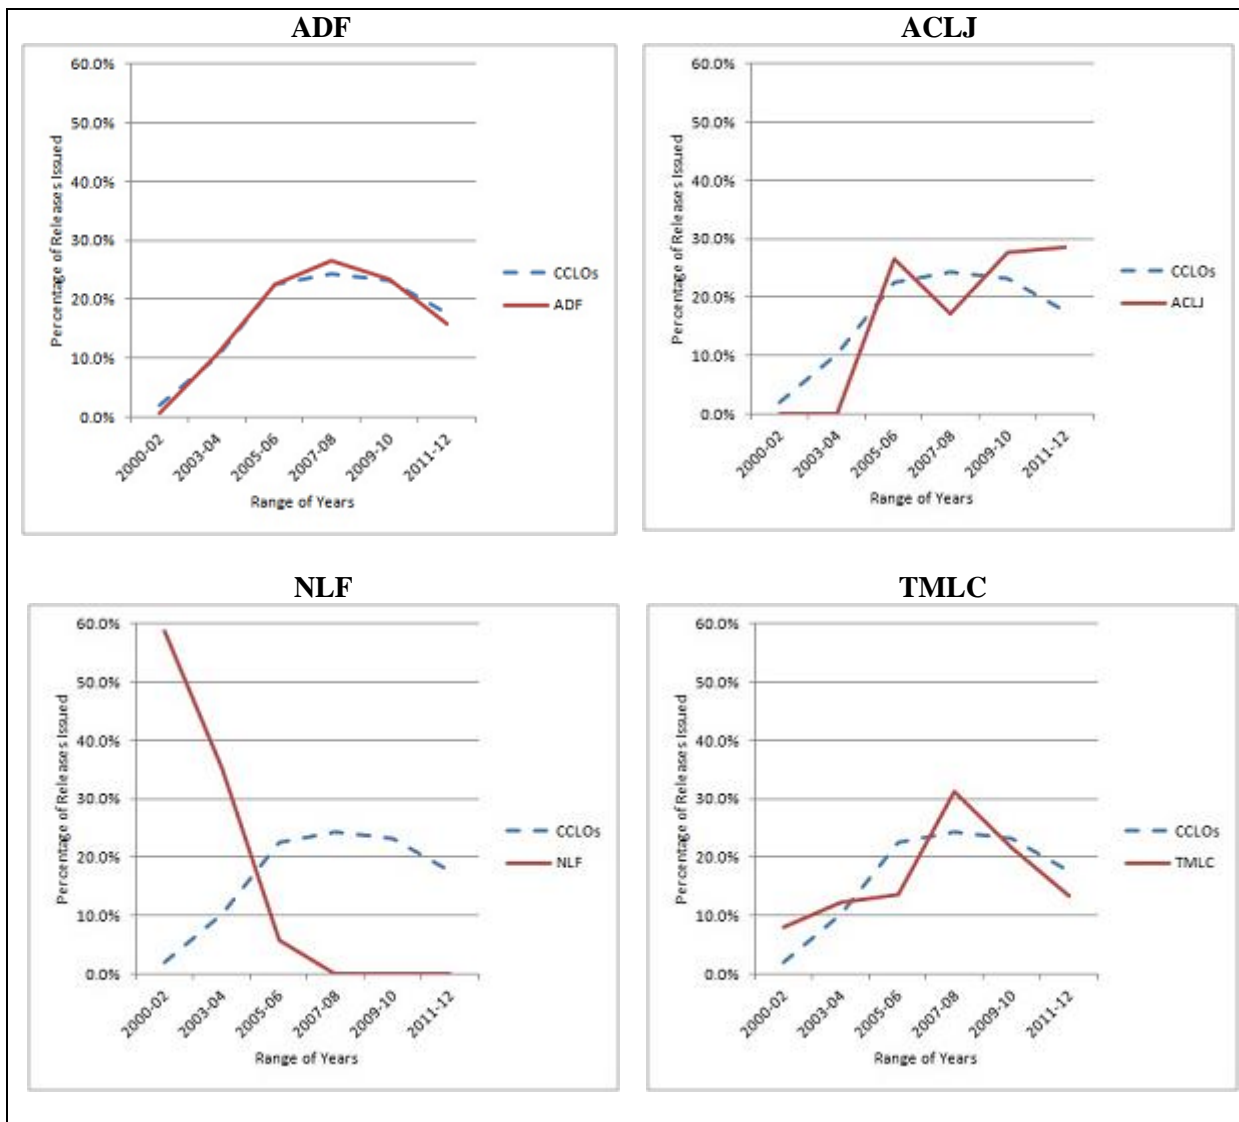 ADF
60.0%
50.0%
40.0%
30.0%
20.0%
10.0%
0.0%
Percentage of Releases Issued
2000-02
2003-04
2005-06
2007-08
2009-10
2011-12
Range of Years
CCLOs
ADF
ACLJ
60.0%
50.0%
40.0%
30.0%
20.0%
10.0%
0.0%
Percentage of Releases Issued
2000-02
2003-04
2005-06
2007-08
2009-10
2011-12
Range of Years
CCLOs
ACLJ
NLF
60.0%
50.0%
40.0%
30.0%
20.0%
10.0%
0.0%
Percentage of Releases Issued
2000-02
2003-04
2005-06
2007-08
2009-10
2011-12
Range of Years
CCLOs
NLF
TMLC
60.0%
50.0%
40.0%
30.0%
20.0%
10.0%
0.0%
Percentage of Releases Issued
2000-02
2003-04
2005-06
2007-08
2009-10
2011-12
Range of Years
CCLOs
TMLC